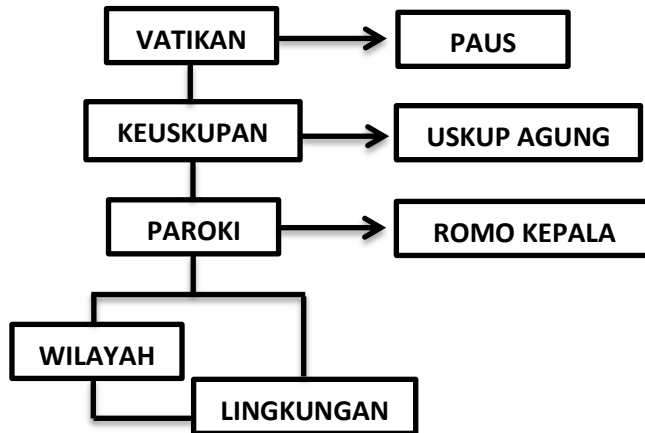 VATIKAN
PAUS
KEUSKUPAN
USKUP AGUNG
PAROKI
ROMO KEPALA
WILAYAH
LINGKUNGAN